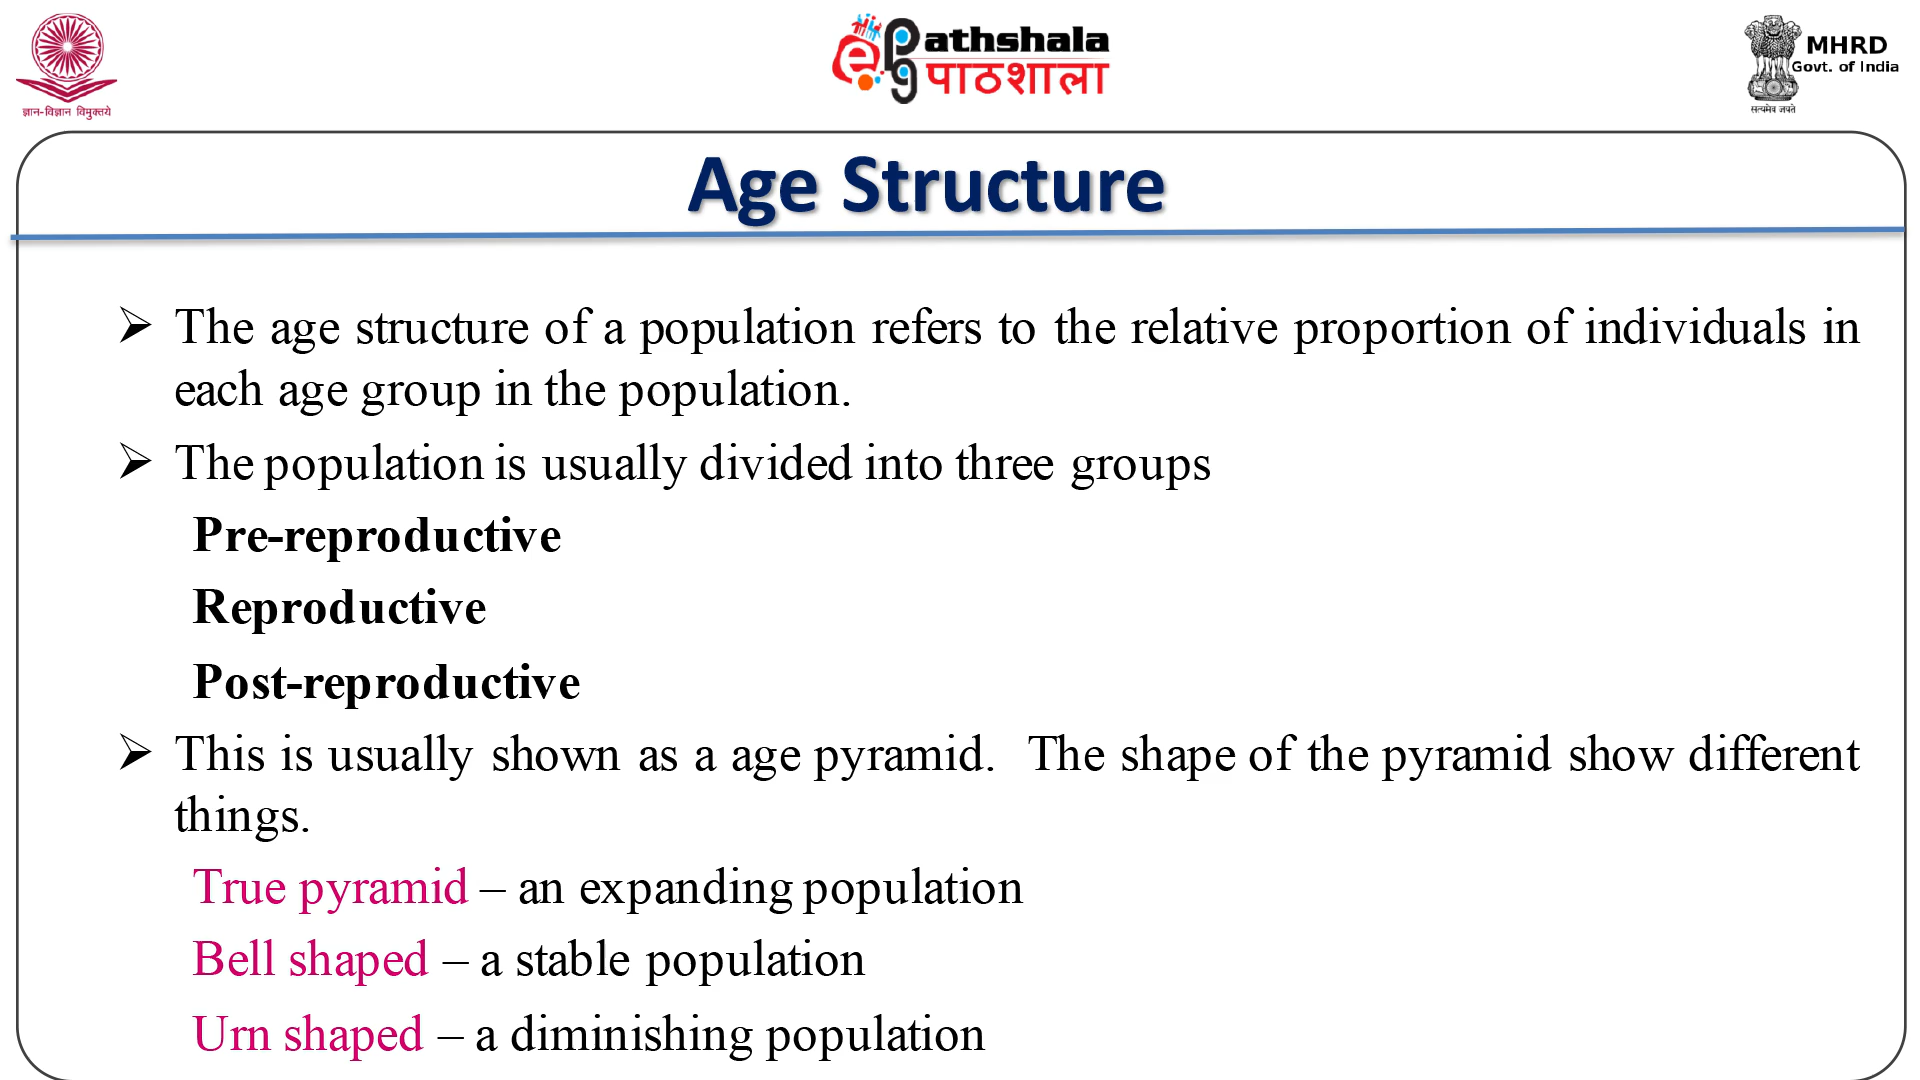 ज्ञान-विज्ञान विमुक्तये
e Pg Pathshala
पाठशाला
MHRD
Govt. of India
सत्यमेव जयते
Age Structure
➢ The age structure of a population refers to the relative proportion of individuals in
each age group in the population.
➢ The population is usually divided into three groups
Pre-reproductive
Reproductive
Post-reproductive
➢ This is usually shown as a age pyramid. The shape of the pyramid show different
things.
True pyramid – an expanding population
Bell shaped – a stable population
Urn shaped – a diminishing population